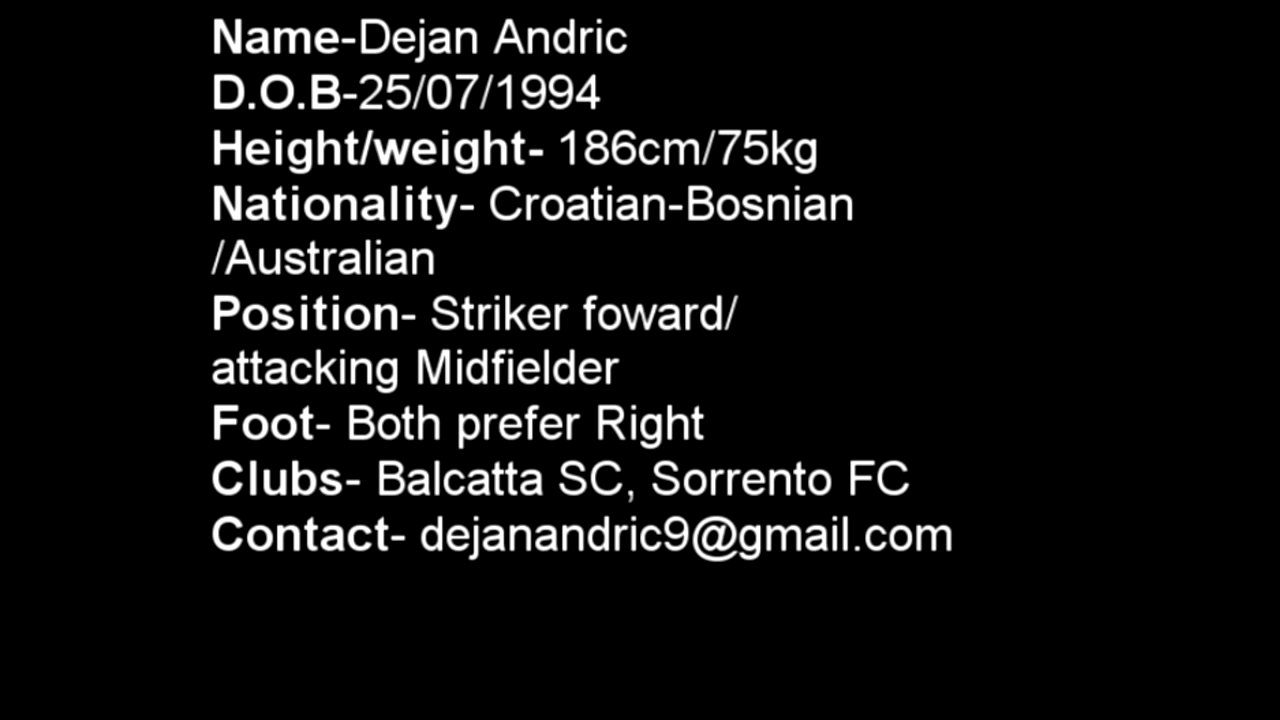 Name-Dejan Andric
D.O.B-25/07/1994
Height/weight- 186cm/75kg
Nationality- Croatian-Bosnian
/Australian
Position- Striker foward/
attacking Midfielder
Foot- Both prefer Right
Clubs- Balcatta SC, Sorrento FC
Contact- dejanandric9@gmail.com